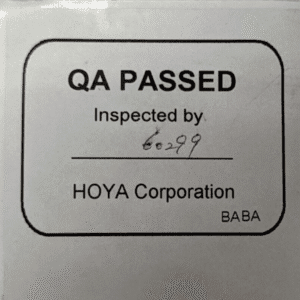 QA PASSED
Inspected by
60299
HOYA Corporation
BABA